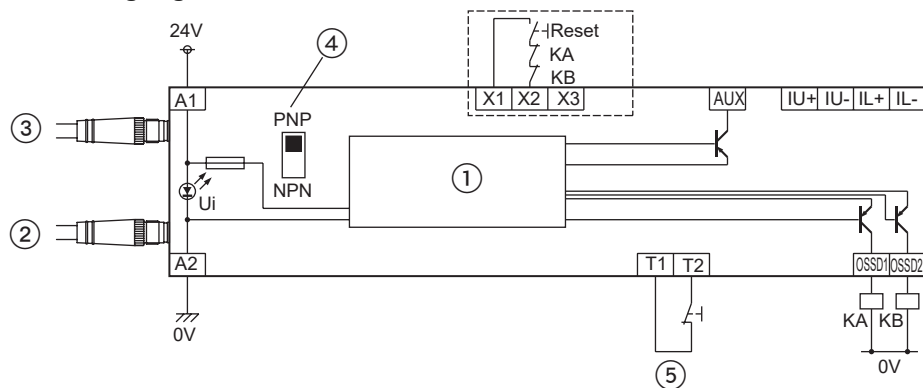 24V
④
Reset
KA
KB
A1
X1 X2 X3
AUX
IU+ IU- IL+ IL-
③
PNP
NPN
①
Ui
②
A2
T1 T2
OSSD1 OSSD2
0V
KA KB
⑤
0V